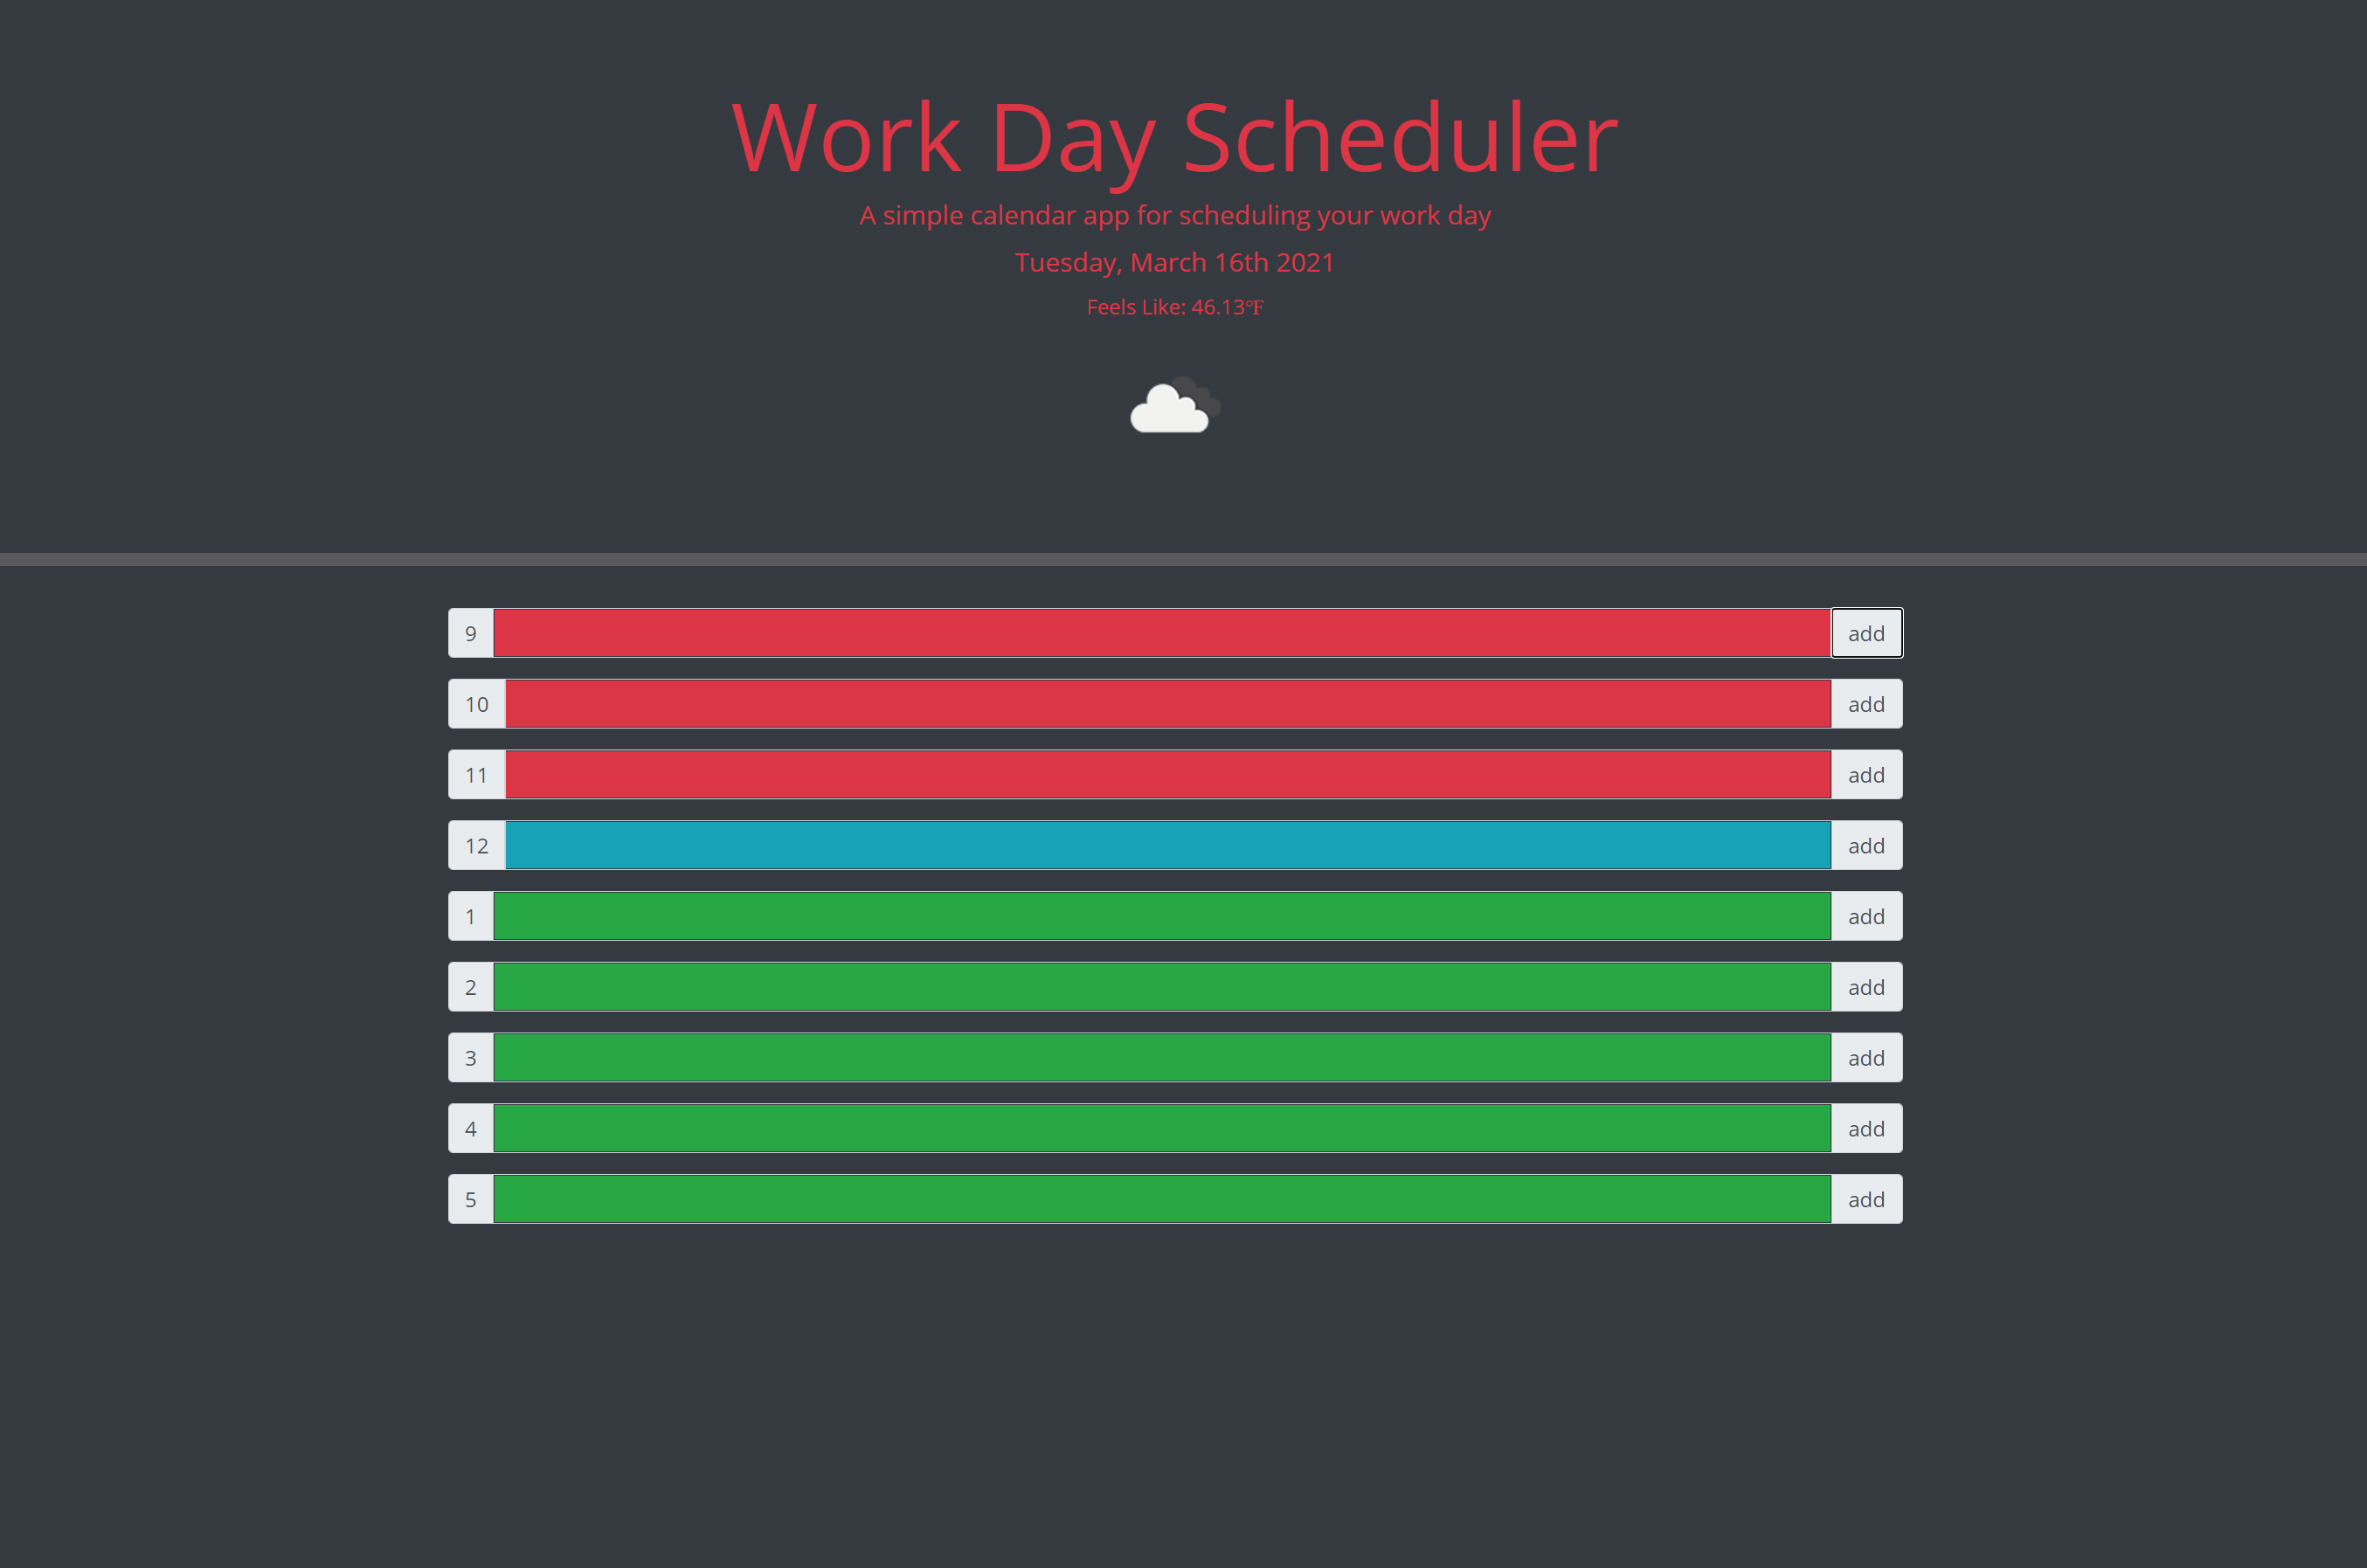 Work Day Scheduler
A simple calendar app for scheduling your work day
Tuesday, March 16th 2021
Feels Like: 46.13℉
9 add
10 add
11 add
12 add
1 add
2 add
3 add
4 add
5 add